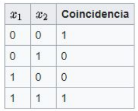 x₁ x₂ Coincidencia
0 0 1
0 1 0
1 0 0
1 1 1